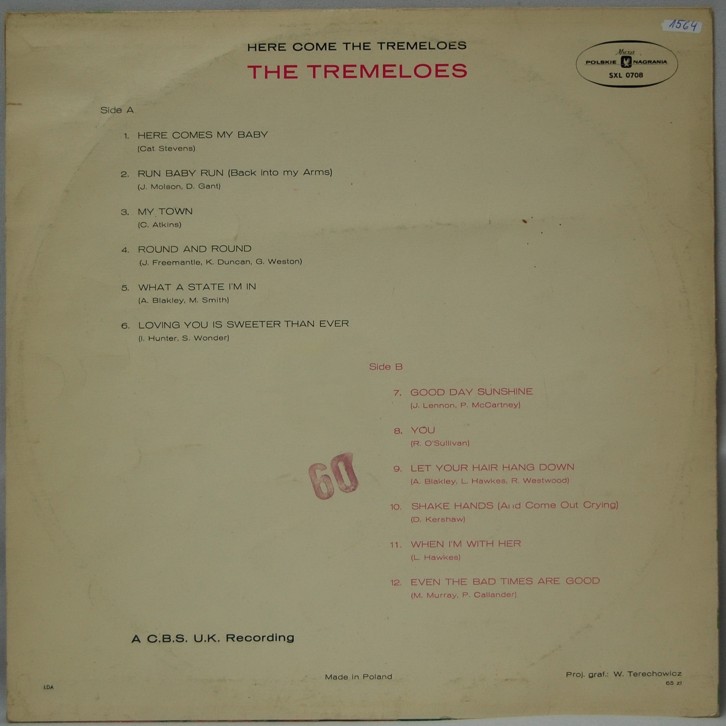 HERE COME THE TREMELOES
THE TREMELOES
1564
Muza
POLSKIE NAGRANIA
SXL 0708
Side A
1. HERE COMES MY BABY
(Cat Stevens)
2. RUN BABY RUN (Back into my Arms)
(J. Molson, D. Gant)
3. MY TOWN
(C. Atkins)
4. ROUND AND ROUND
(J. Freemantle, K. Duncan, G. Weston)
5. WHAT A STATE I'M IN
(A. Blakley, M. Smith)
6. LOVING YOU IS SWEETER THAN EVER
(I. Hunter, S. Wonder)
Side B
7. GOOD DAY SUNSHINE
(J. Lennon, P. McCartney)
8. YOU
(R. O'Sullivan)
9. LET YOUR HAIR HANG DOWN
(A. Blakley, L. Hawkes, R. Westwood)
10. SHAKE HANDS (And Come Out Crying)
(D. Kershaw)
11. WHEN I'M WITH HER
(L. Hawkes)
12. EVEN THE BAD TIMES ARE GOOD
(M. Murray, P. Callander)
60
A C.B.S. U.K. Recording
Made in Poland
Proj. graf.: W. Terechowicz
65 zł
LDA